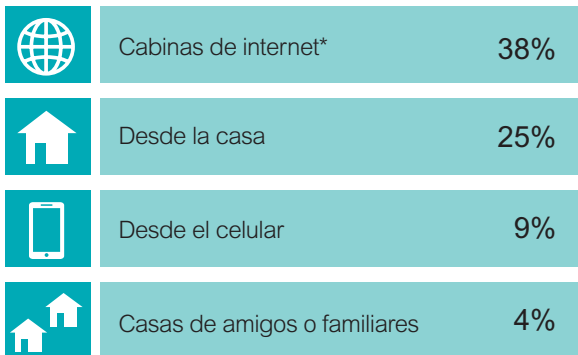 Cabinas de internet* 38%
Desde la casa 25%
Desde el celular 9%
Casas de amigos o familiares 4%